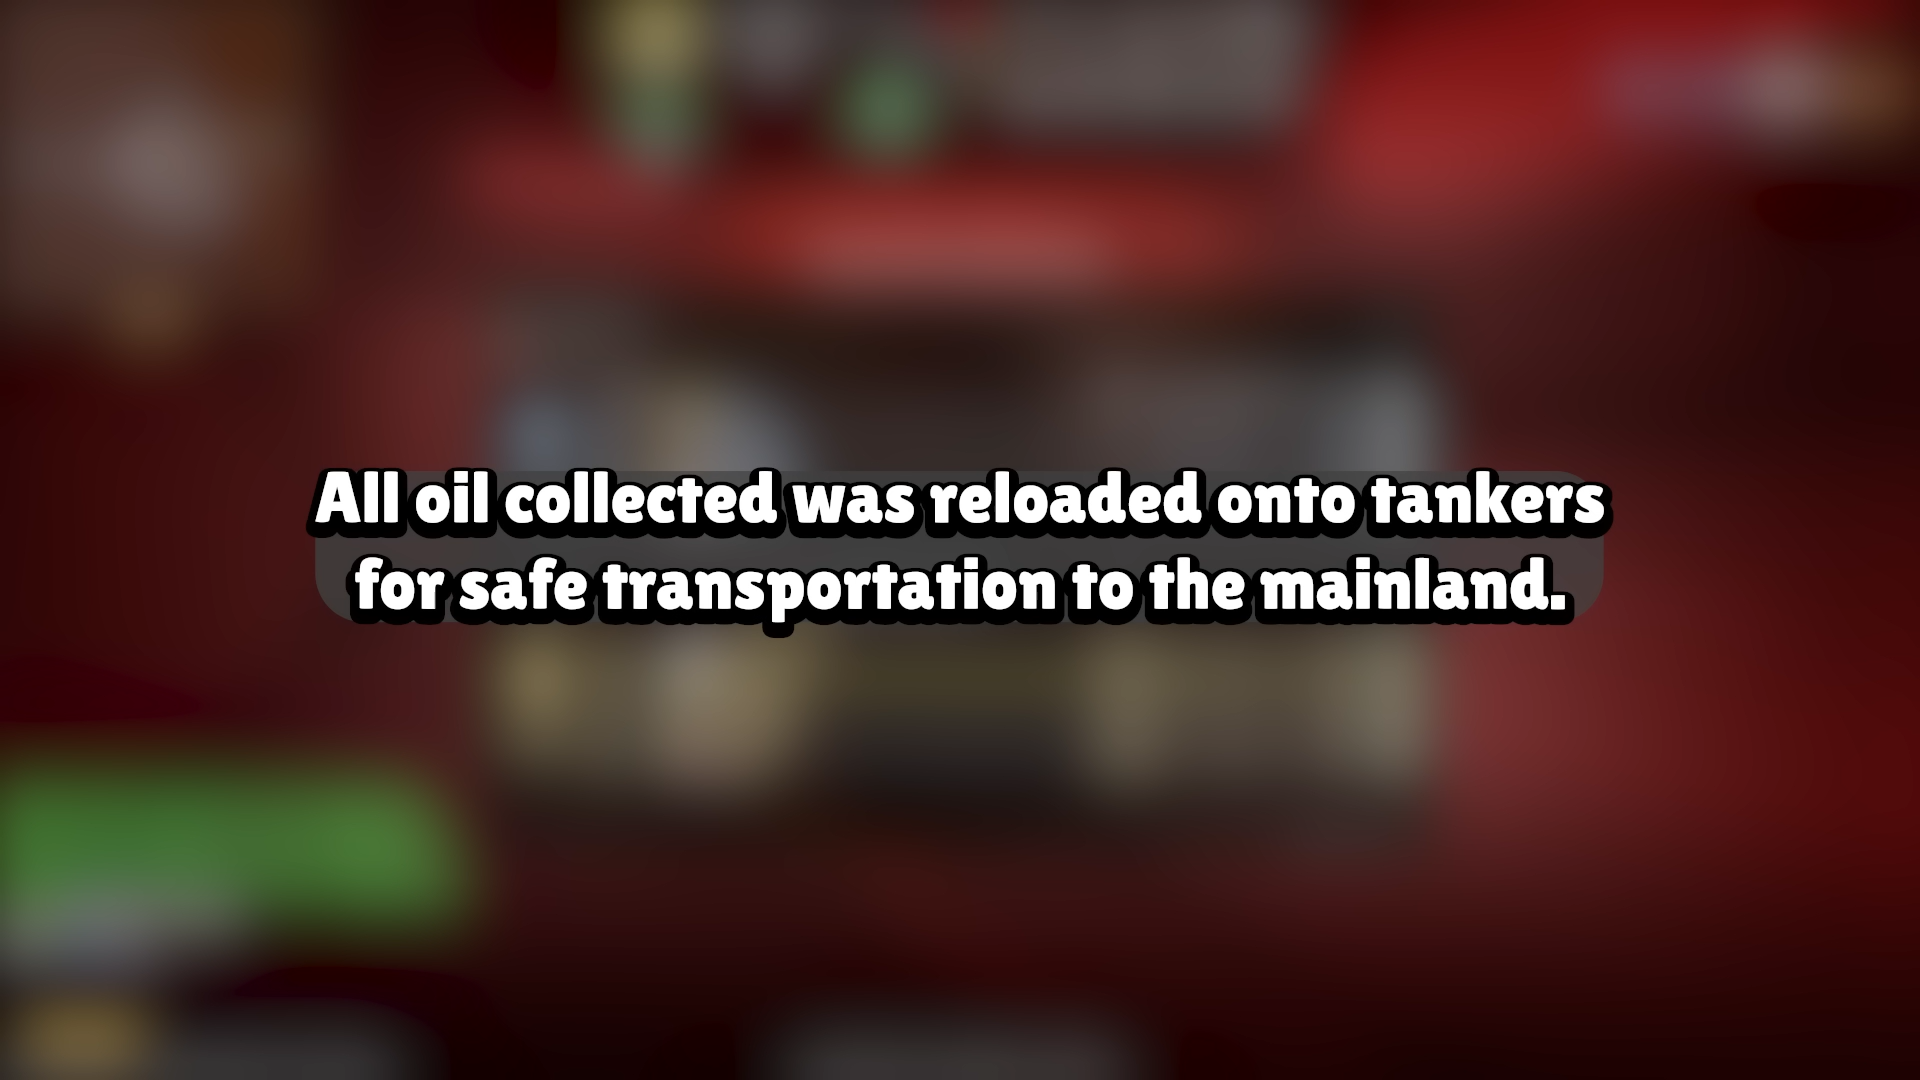 All oil collected was reloaded onto tankers
for safe transportation to the mainland.